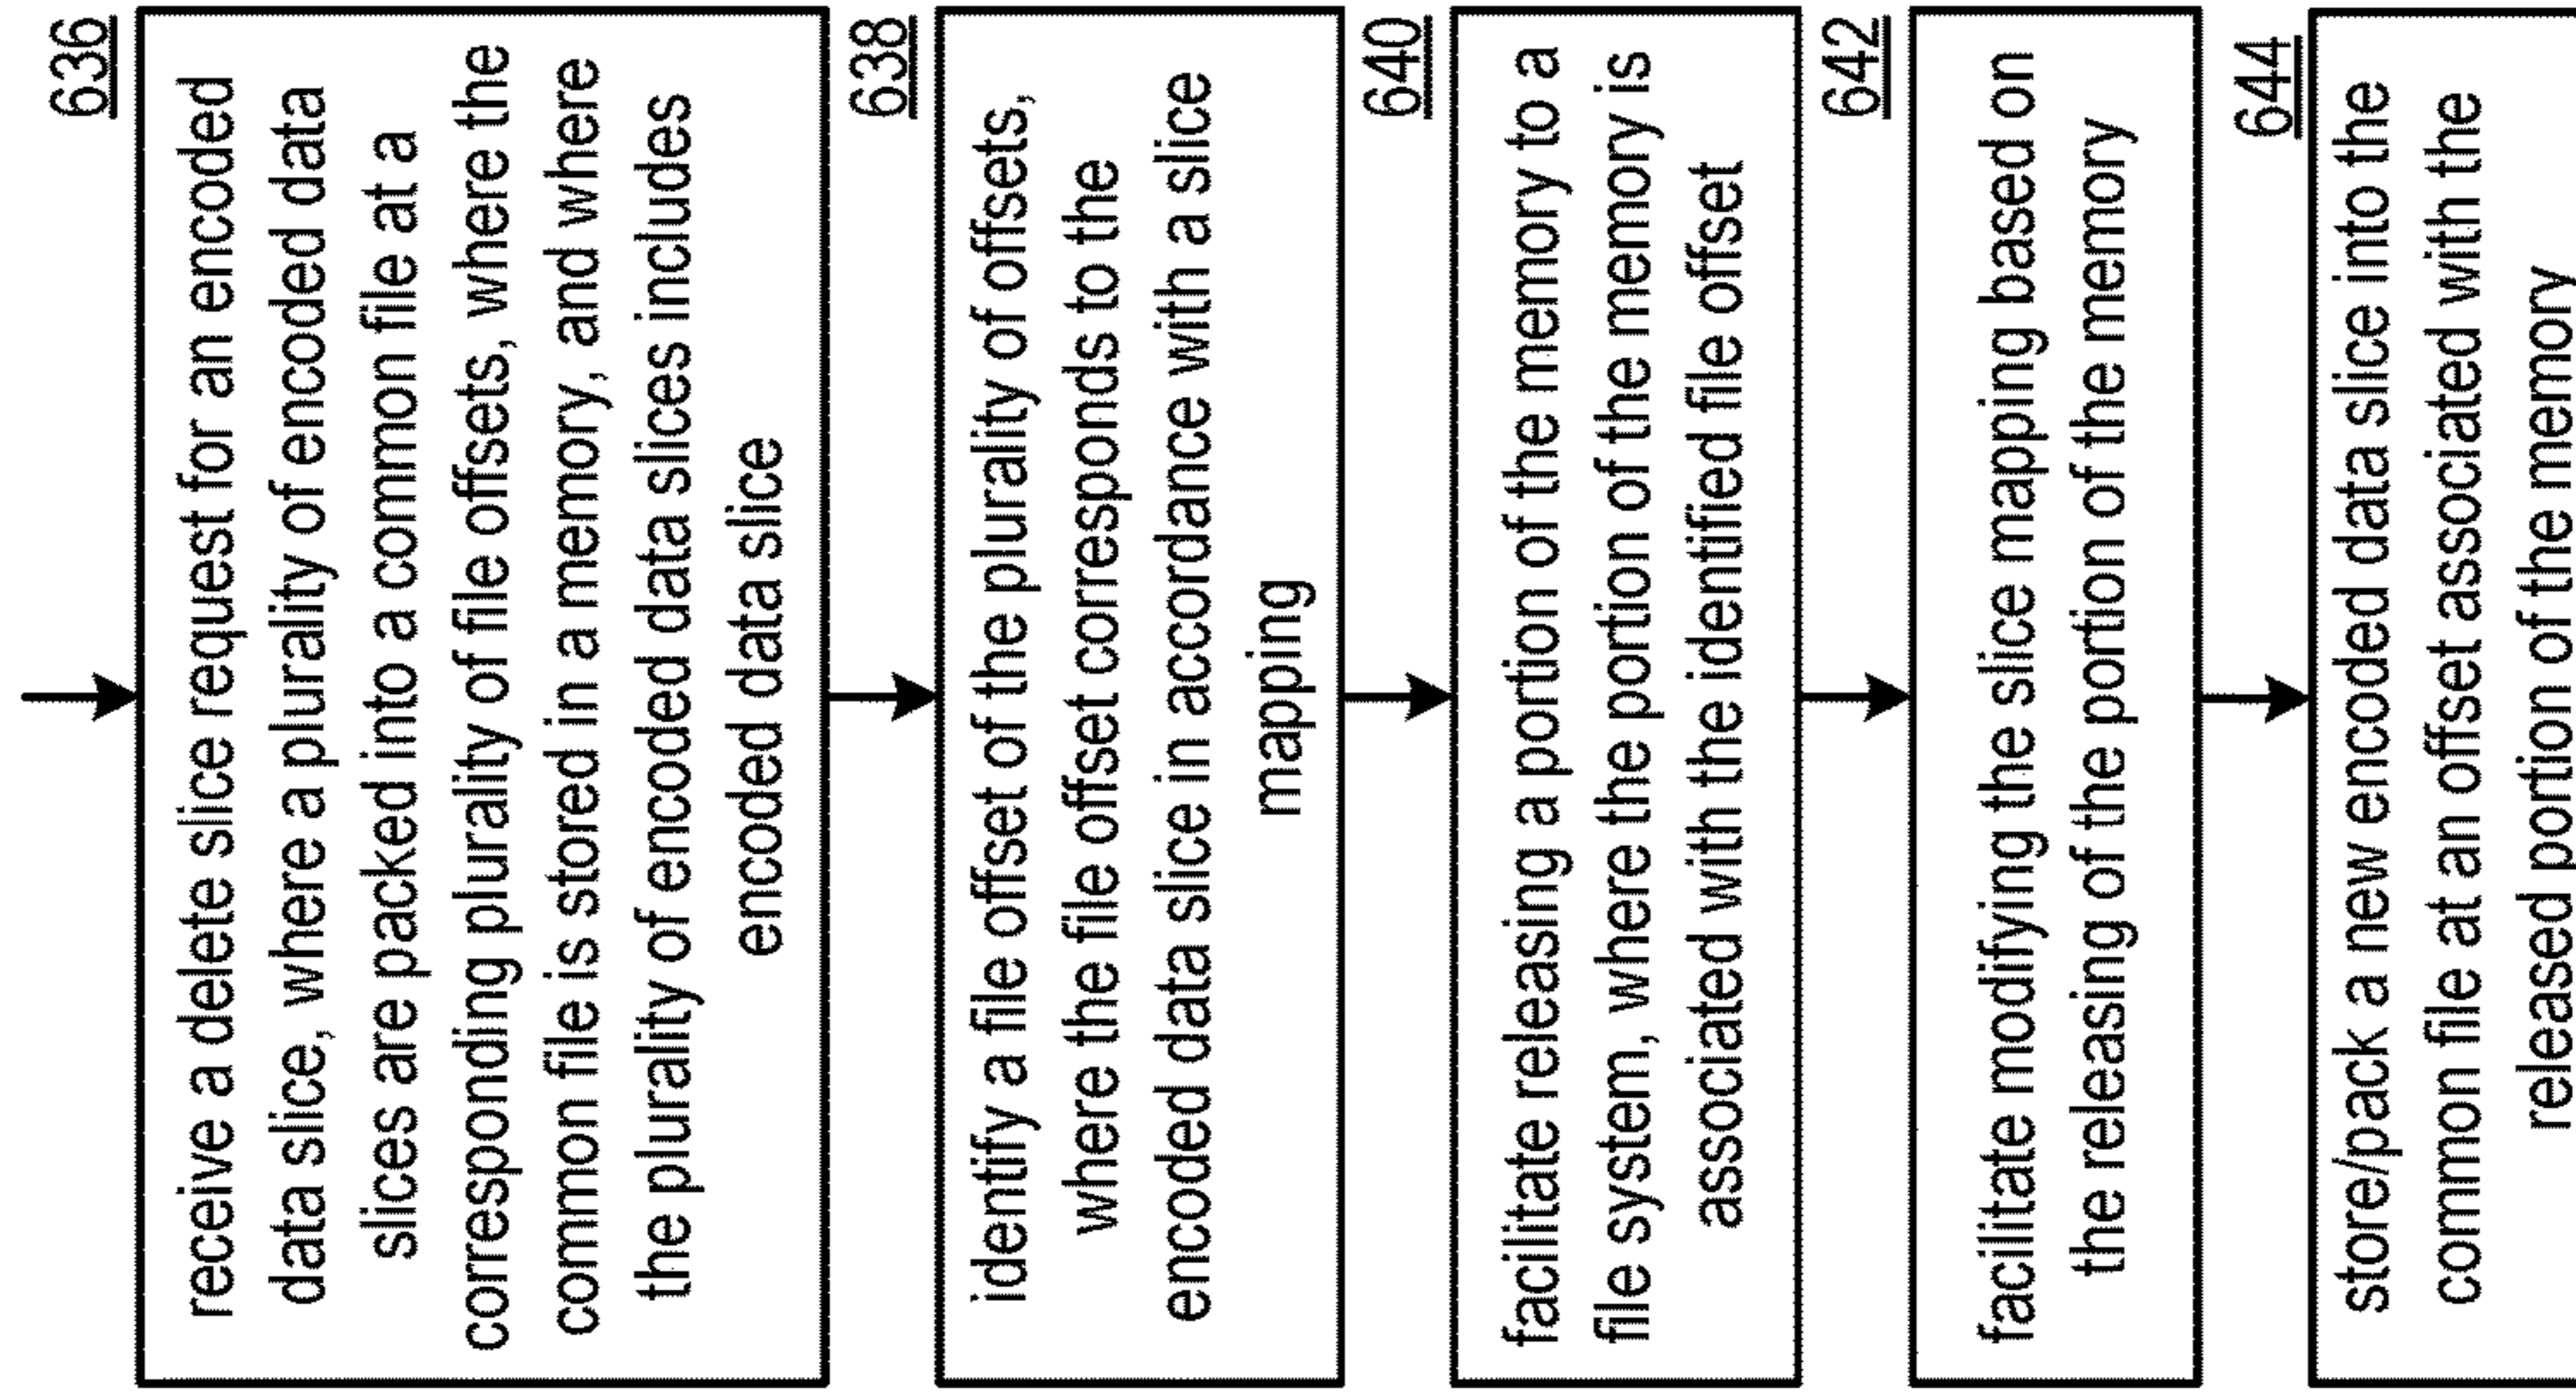 636
receive a delete slice request for an encoded
data slice, where a plurality of encoded data
slices are packed into a common file at a
corresponding plurality of file offsets, where the
common file is stored in a memory, and where
the plurality of encoded data slices includes
encoded data slice
638
identify a file offset of the plurality of offsets,
where the file offset corresponds to the
encoded data slice in accordance with a slice
mapping
640
facilitate releasing a portion of the memory to a
file system, where the portion of the memory is
associated with the identified file offset
642
facilitate modifying the slice mapping based on
the releasing of the portion of the memory
644
store/pack a new encoded data slice into the
common file at an offset associated with the
released portion of the memory